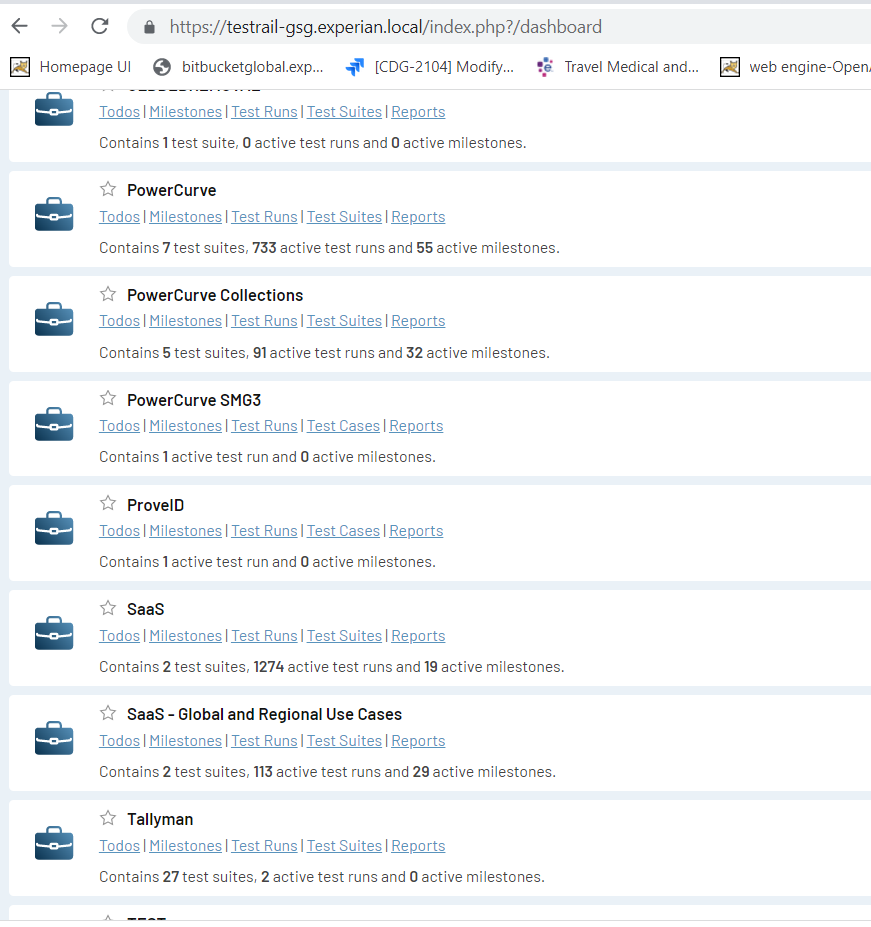 https://testrail-gsg.experian.local/index.php?/dashboard
Homepage UI bitbucketglobal.exp... [CDG-2104] Modify... Travel Medical and... web engine-OpenA
Todos | Milestones | Test Runs | Test Suites | Reports
Contains 1 test suite, 0 active test runs and 0 active milestones.
PowerCurve
Todos | Milestones | Test Runs | Test Suites | Reports
Contains 7 test suites, 733 active test runs and 55 active milestones.
PowerCurve Collections
Todos | Milestones | Test Runs | Test Suites | Reports
Contains 5 test suites, 91 active test runs and 32 active milestones.
PowerCurve SMG3
Todos | Milestones | Test Runs | Test Cases | Reports
Contains 1 active test run and 0 active milestones.
ProveID
Todos | Milestones | Test Runs | Test Cases | Reports
Contains 1 active test run and 0 active milestones.
SaaS
Todos | Milestones | Test Runs | Test Suites | Reports
Contains 2 test suites, 1274 active test runs and 19 active milestones.
SaaS - Global and Regional Use Cases
Todos | Milestones | Test Runs | Test Suites | Reports
Contains 2 test suites, 113 active test runs and 29 active milestones.
Tallyman
Todos | Milestones | Test Runs | Test Suites | Reports
Contains 27 test suites, 2 active test runs and 0 active milestones.
TEST